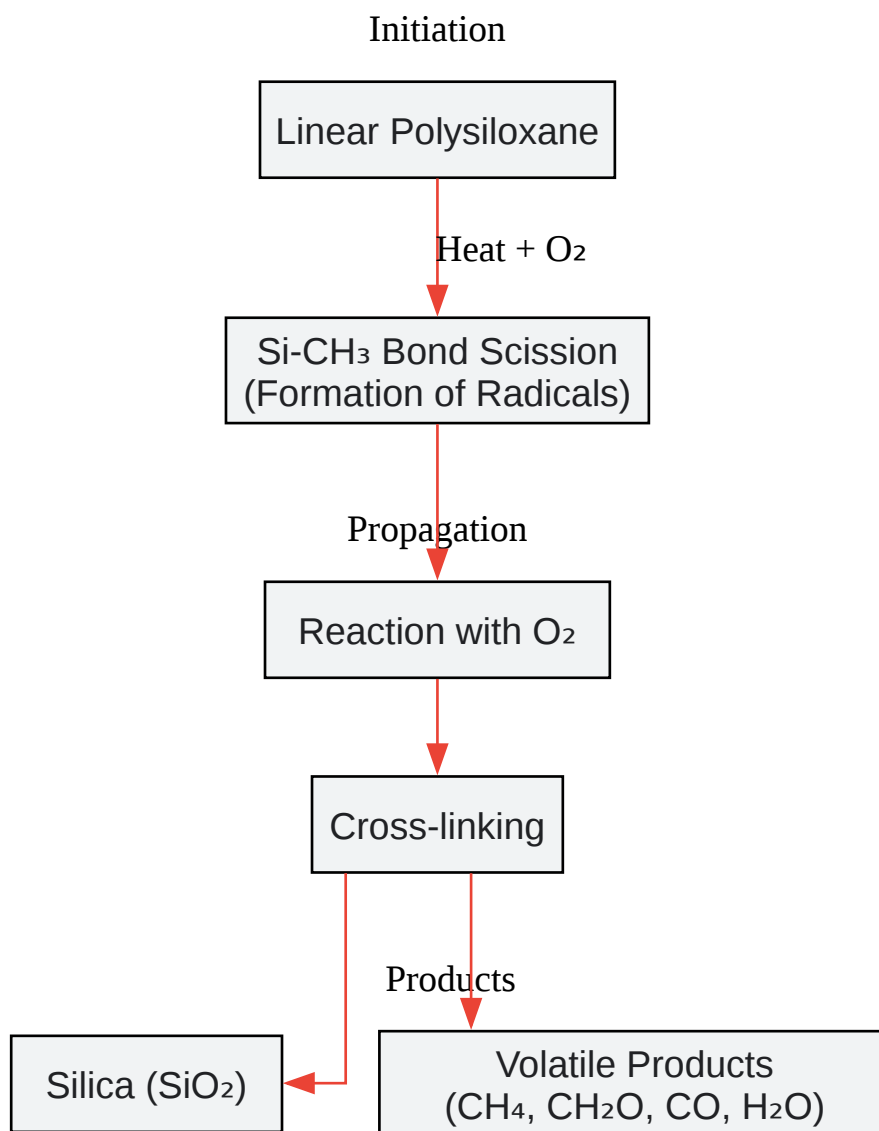 Initiation
Linear Polysiloxane
Heat + O₂
Si-CH₃ Bond Scission
(Formation of Radicals)
Propagation
Reaction with O₂
Cross-linking
Products
Silica (SiO₂)
Volatile Products
(CH₄, CH₂O, CO, H₂O)